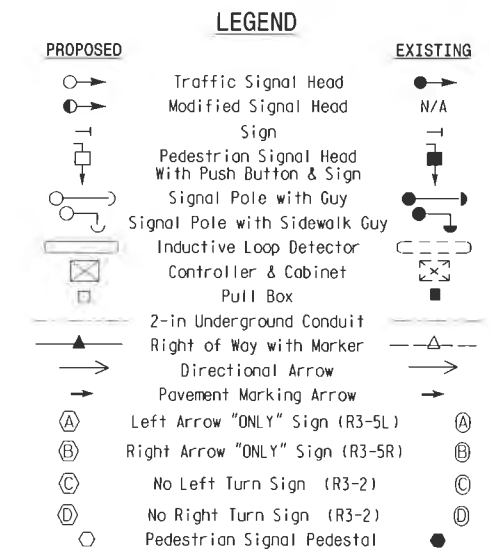 LEGEND
PROPOSED EXISTING
Traffic Signal Head
Modified Signal Head N/A
Sign
Pedestrian Signal Head
With Push Button & Sign
Signal Pole with Guy
Signal Pole with Sidewalk Guy
Inductive Loop Detector
Controller & Cabinet
Pull Box
2-in Underground Conduit
Right of Way with Marker
Directional Arrow
Pavement Marking Arrow
A Left Arrow "ONLY" Sign (R3-5L) A
B Right Arrow "ONLY" Sign (R3-5R) B
C No Left Turn Sign (R3-2) C
D No Right Turn Sign (R3-2) D
Pedestrian Signal Pedestal